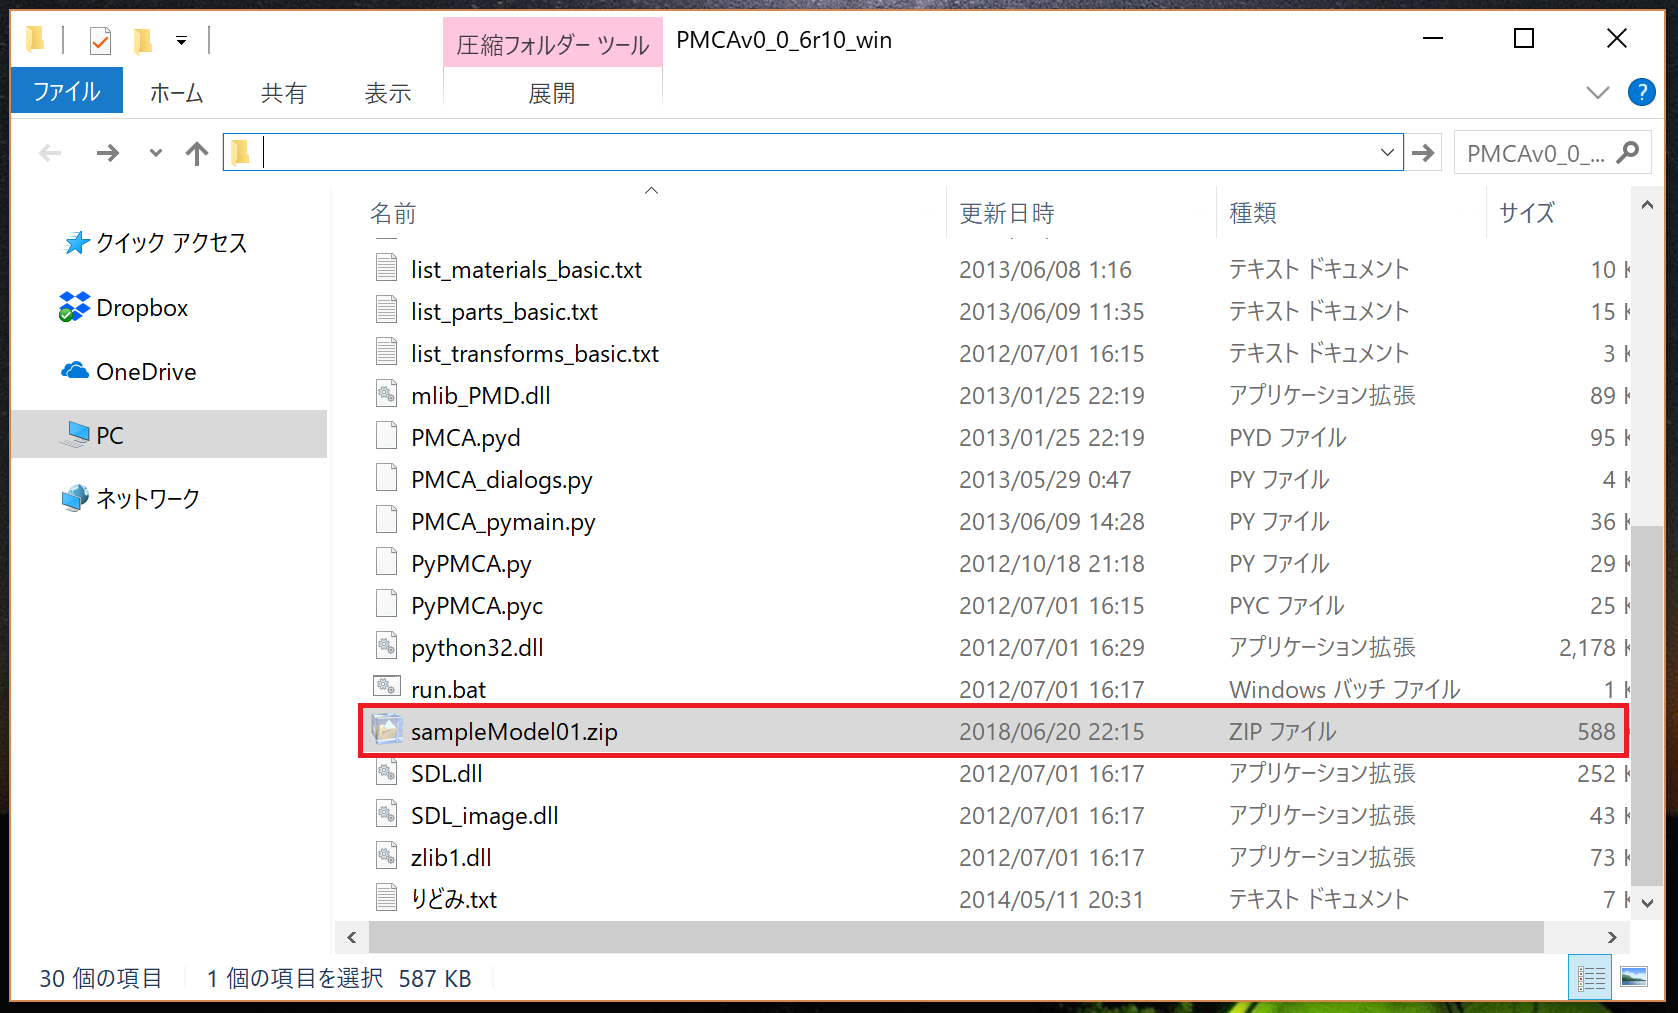 圧縮フォルダー ツール PMCAv0_0_6r10_win
ファイル ホーム 共有 表示 展開
PMCAv0_0_...
名前 更新日時 種類 サイズ
クイック アクセス
Dropbox
OneDrive
PC
ネットワーク
list_materials_basic.txt 2013/06/08 1:16 テキスト ドキュメント 10
list_parts_basic.txt 2013/06/09 11:35 テキスト ドキュメント 15
list_transforms_basic.txt 2012/07/01 16:15 テキスト ドキュメント 3
mlib_PMD.dll 2013/01/25 22:19 アプリケーション拡張 89
PMCA.pyd 2013/01/25 22:19 PYD ファイル 95
PMCA_dialogs.py 2013/05/29 0:47 PY ファイル 4
PMCA_pymain.py 2013/06/09 14:28 PY ファイル 36
PyPMCA.py 2012/10/18 21:18 PY ファイル 29
PyPMCA.pyc 2012/07/01 16:15 PYC ファイル 25
python32.dll 2012/07/01 16:29 アプリケーション拡張 2,178
run.bat 2012/07/01 16:17 Windows バッチ ファイル 1
sampleModel01.zip 2018/06/20 22:15 ZIP ファイル 588
SDL.dll 2012/07/01 16:17 アプリケーション拡張 252
SDL_image.dll 2012/07/01 16:17 アプリケーション拡張 43
zlib1.dll 2012/07/01 16:17 アプリケーション拡張 73
りどみ.txt 2014/05/11 20:31 テキスト ドキュメント 7
30 個の項目 1 個の項目を選択 587 KB